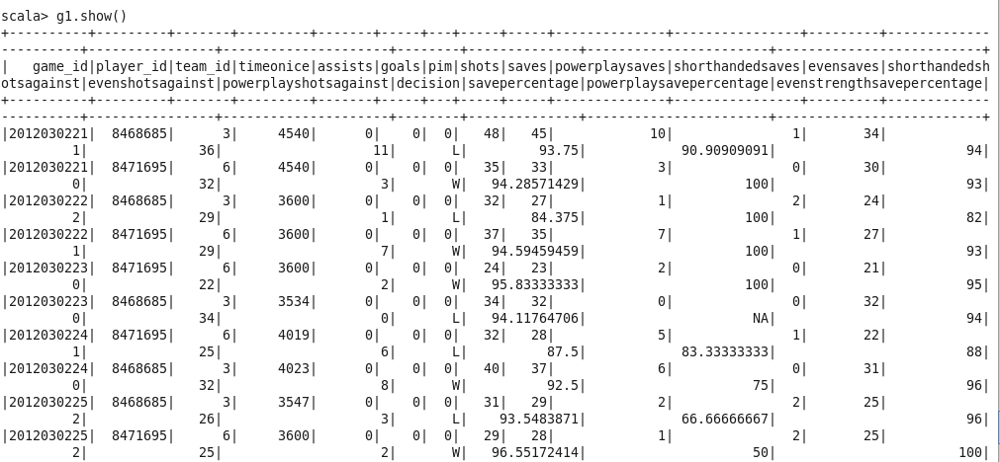 scala> g1.show()
+----------+---------+-------+---------+-------+-----+---+-----+-----+--------------+----------------+---------+-------------
----------+----------------+---------------------+--------+--------------+-----------------------+--------------------------+
|   game_id|player_id|team_id|timeonice|assists|goals|pim|shots|saves|powerplaysaves|shorthandedsaves|evensaves|shorthandedsh
otsagainst|evenshotsagainst|powerplayshotsagainst|decision|savepercentage|powerplaysavepercentage|evenstrengthsavepercentage|
+----------+---------+-------+---------+-------+-----+---+-----+-----+--------------+----------------+---------+-------------
----------+----------------+---------------------+--------+--------------+-----------------------+--------------------------+
|2012030221|  8468685|      3|     4540|      0|    0|  0|   48|   45|            10|               1|       34|
         1|              36|                   11|       L|         93.75|            90.90909091|                        94|
|2012030221|  8471695|      6|     4540|      0|    0|  0|   35|   33|             3|               0|       30|
         0|              32|                    3|       W|   94.28571429|                    100|                        93|
|2012030222|  8468685|      3|     3600|      0|    0|  0|   32|   27|             1|               2|       24|
         2|              29|                    1|       L|        84.375|                    100|                        82|
|2012030222|  8471695|      6|     3600|      0|    0|  0|   37|   35|             7|               1|       27|
         1|              29|                    7|       W|   94.59459459|                    100|                        93|
|2012030223|  8471695|      6|     3600|      0|    0|  0|   24|   23|             2|               0|       21|
         0|              22|                    2|       W|   95.83333333|                    100|                        95|
|2012030223|  8468685|      3|     3534|      0|    0|  0|   34|   32|             0|               0|       32|
         0|              34|                    0|       L|   94.11764706|                     NA|                        94|
|2012030224|  8471695|      6|     4019|      0|    0|  0|   32|   28|             5|               1|       22|
         1|              25|                    6|       L|          87.5|            83.33333333|                        88|
|2012030224|  8468685|      3|     4023|      0|    0|  0|   40|   37|             6|               0|       31|
         0|              32|                    8|       W|          92.5|                     75|                        96|
|2012030225|  8468685|      3|     3547|      0|    0|  0|   31|   29|             2|               2|       25|
         2|              26|                    3|       L|    93.5483871|            66.66666667|                        96|
|2012030225|  8471695|      6|     3600|      0|    0|  0|   29|   28|             1|               2|       25|
         2|              25|                    2|       W|   96.55172414|                     50|                       100|